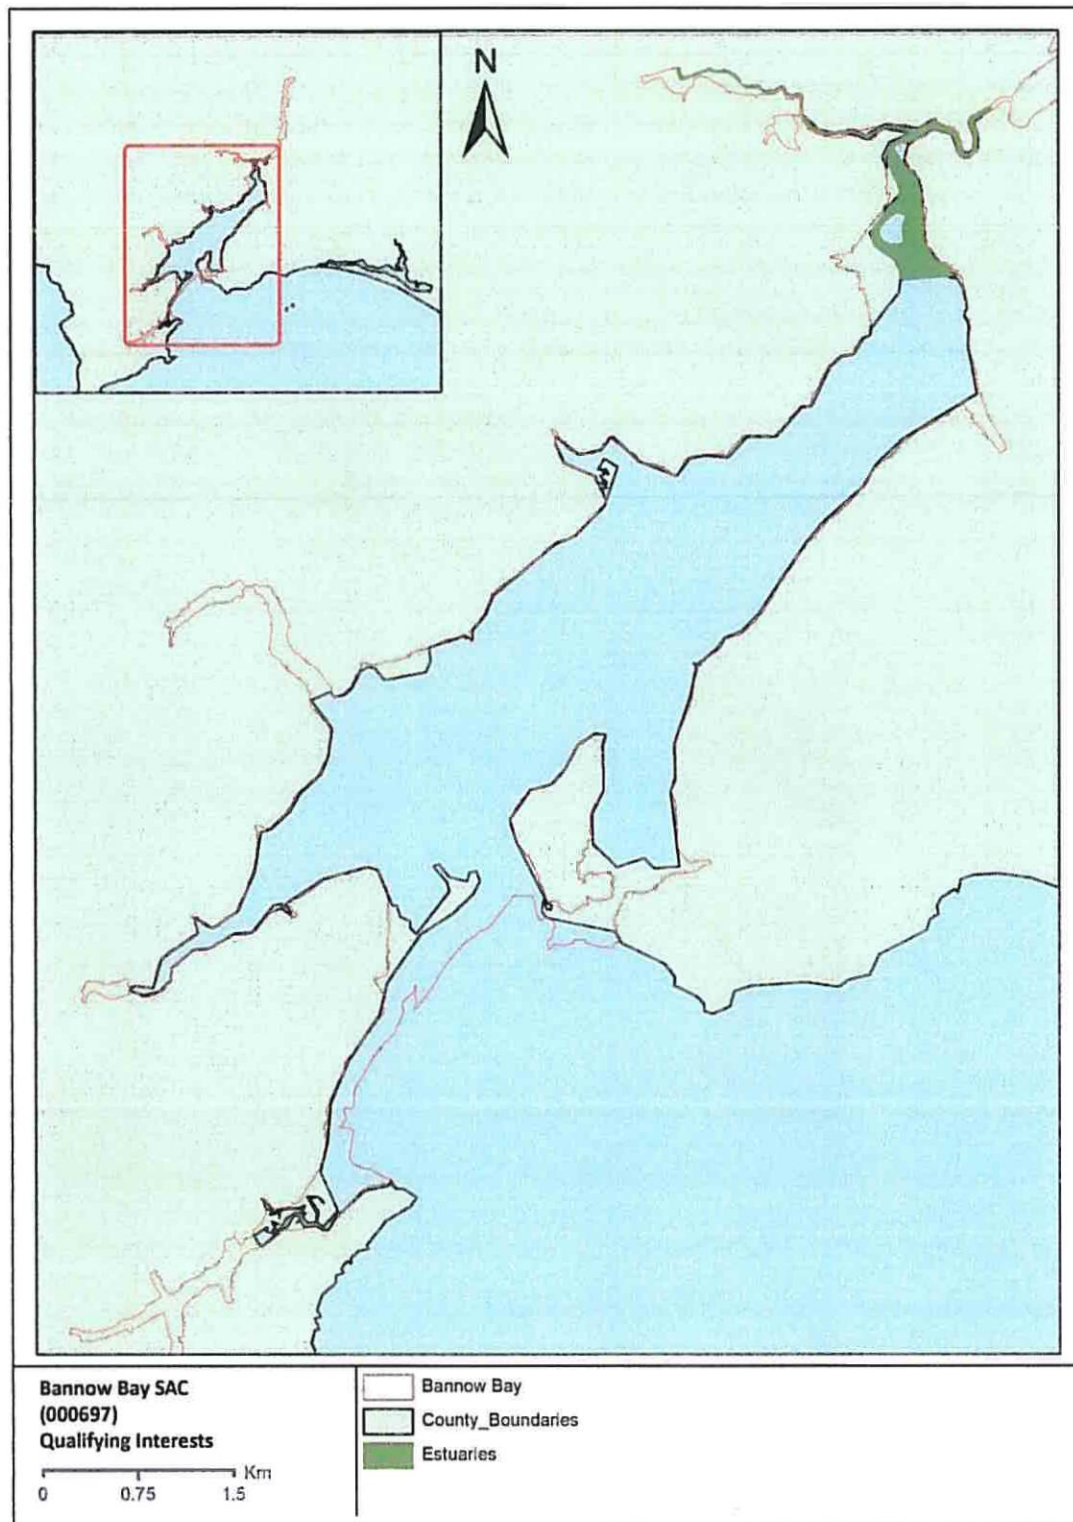 N
Bannow Bay SAC
(000697)
Qualifying Interests
Km
0 0.75 1.5
Bannow Bay
County_Boundaries
Estuaries